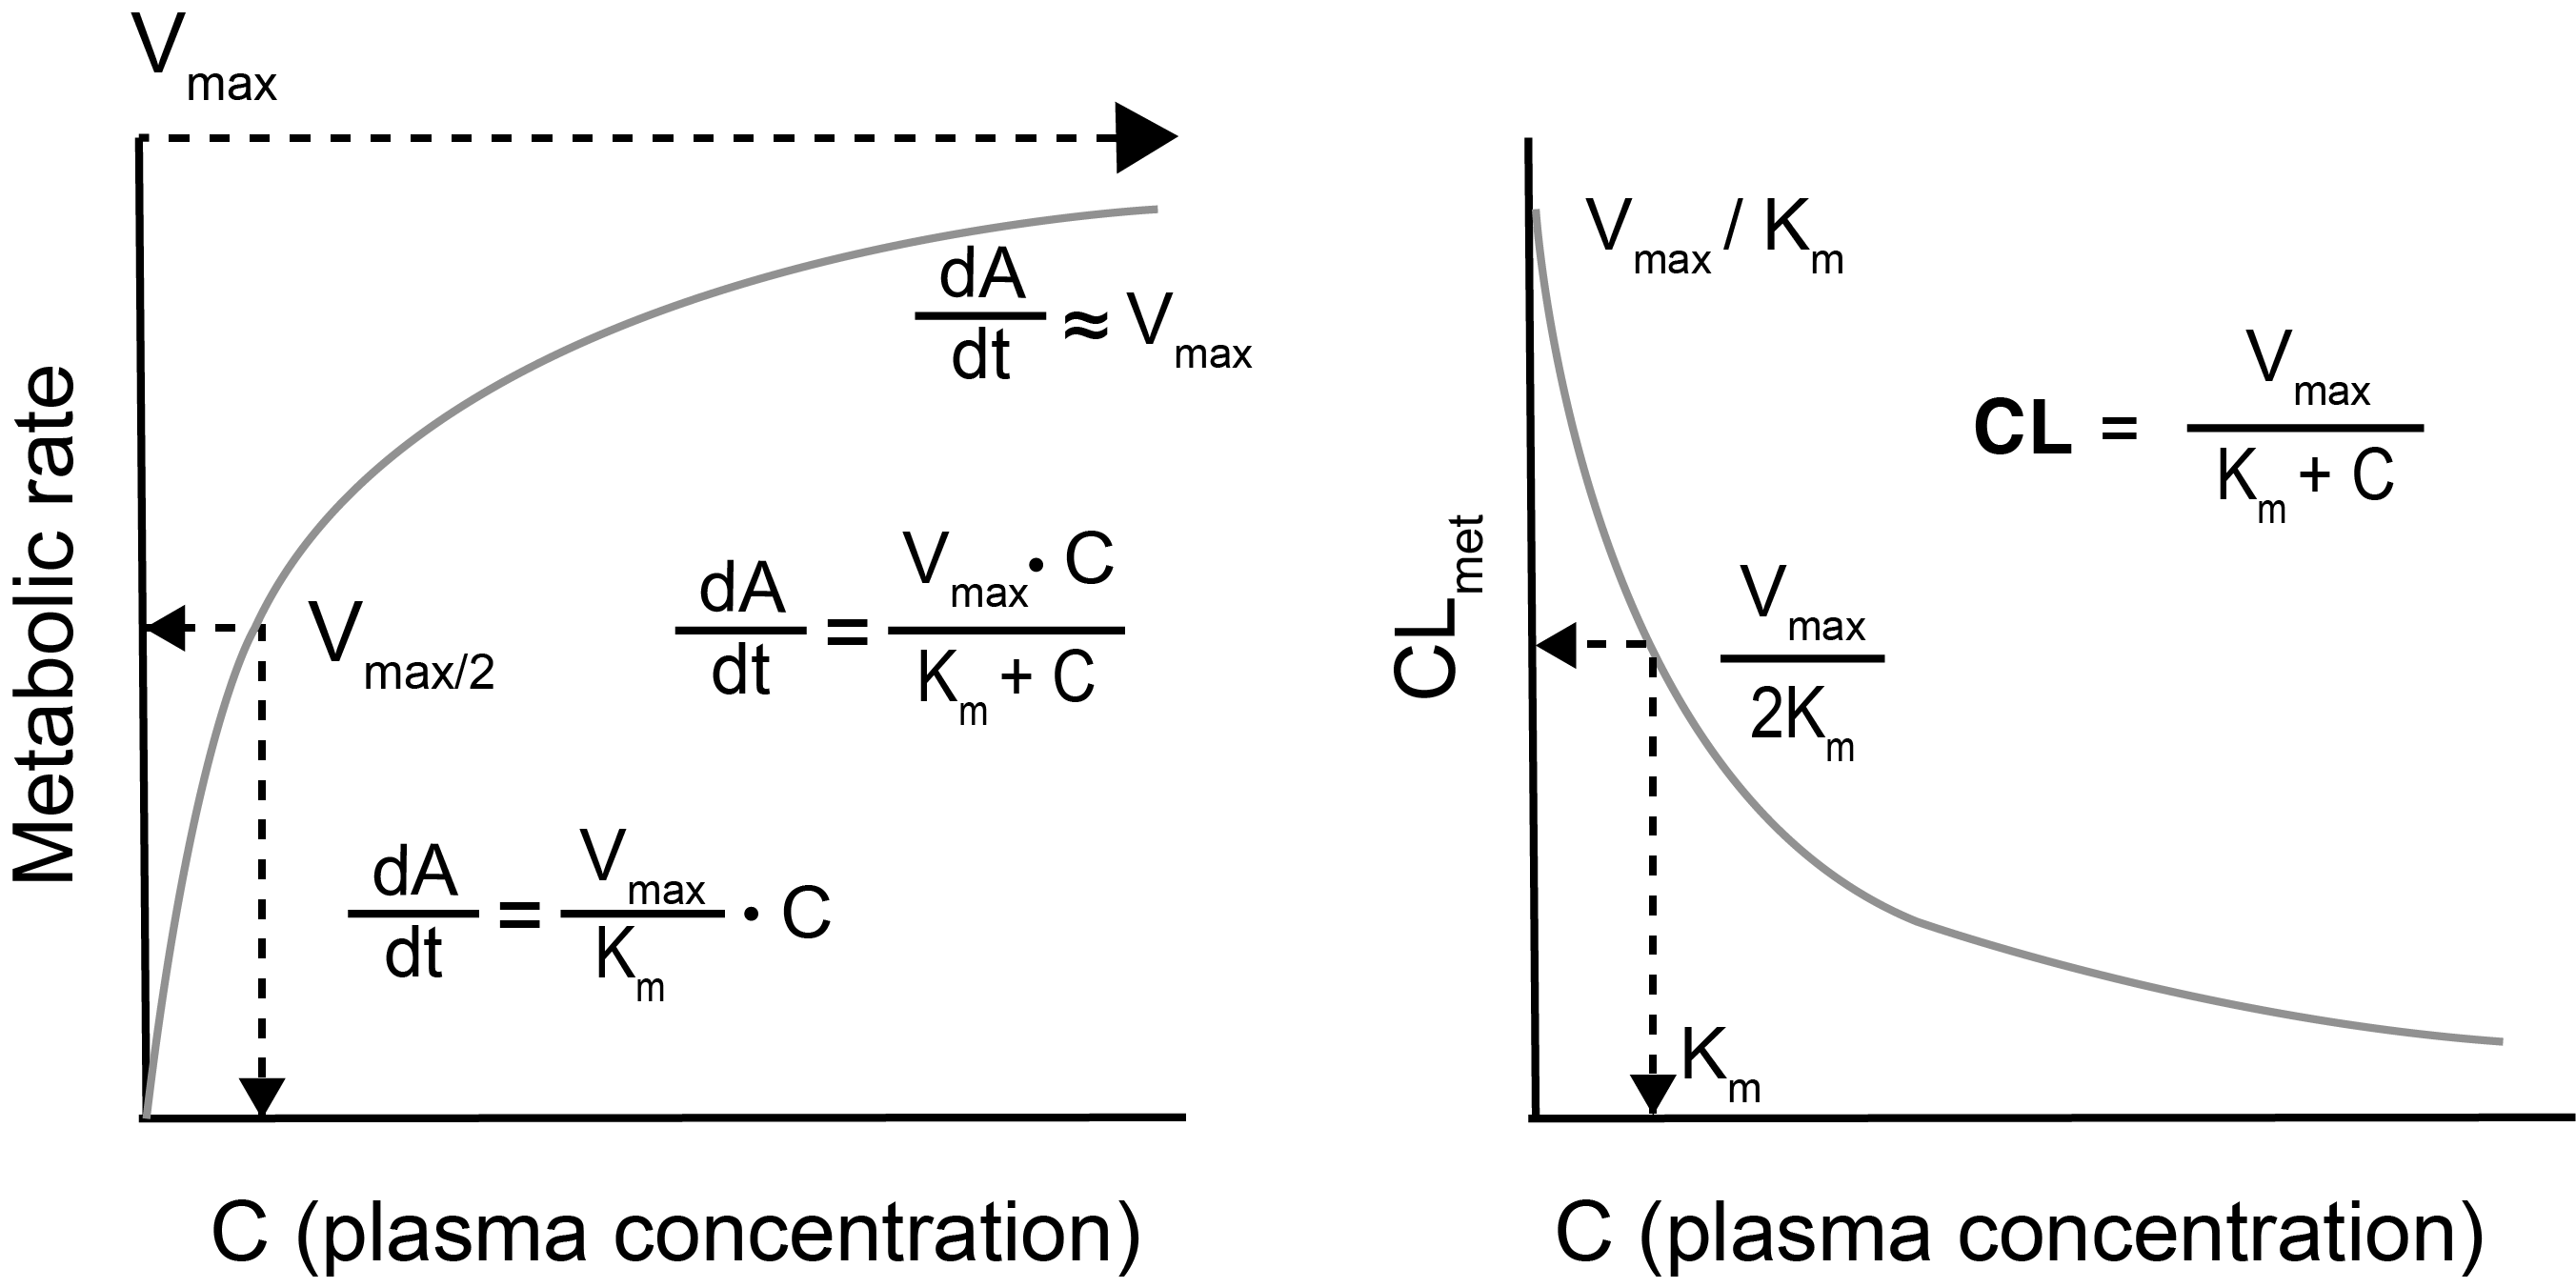 Vmax
Metabolic rate
dA/dt ≈ Vmax
Vmax/2
dA/dt = Vmax · C / Km + C
dA/dt = Vmax/Km · C
C (plasma concentration)
CLmet
Vmax / Km
CL = Vmax / Km + C
Vmax / 2Km
Km
C (plasma concentration)